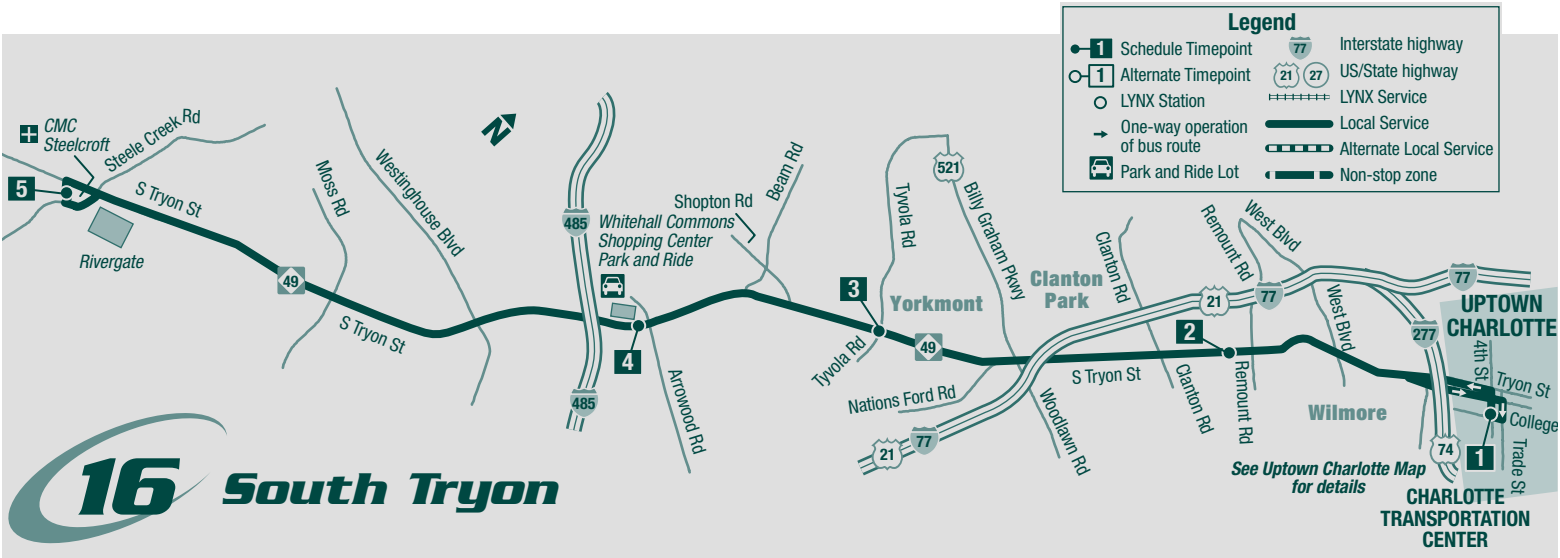 Legend
1 Schedule Timepoint
1 Alternate Timepoint
LYNX Station
One-way operation
of bus route
Park and Ride Lot
77 Interstate highway
21 27 US/State highway
LYNX Service
Local Service
Alternate Local Service
Non-stop zone
CMC
Steelcroft
Steele Creek Rd
5
S Tryon St
Rivergate
Moss Rd
49
Westinghouse Blvd
S Tryon St
N
485
485
Whitehall Commons
Shopping Center
Park and Ride
4
Arrowood Rd
Shopton Rd
Beam Rd
3
Tyvola Rd
Tyvola Rd
521
Billy Graham Pkwy
Yorkmont
49
Nations Ford Rd
21
77
Woodlawn Rd
Clanton
Park
Clanton Rd
Clanton Rd
S Tryon St
21
77
2
Remount Rd
Remount Rd
West Blvd
West Blvd
Wilmore
77
277
74
UPTOWN
CHARLOTTE
4th St
Tryon St
College
Trade St
1
See Uptown Charlotte Map
for details
CHARLOTTE
TRANSPORTATION
CENTER
16 South Tryon